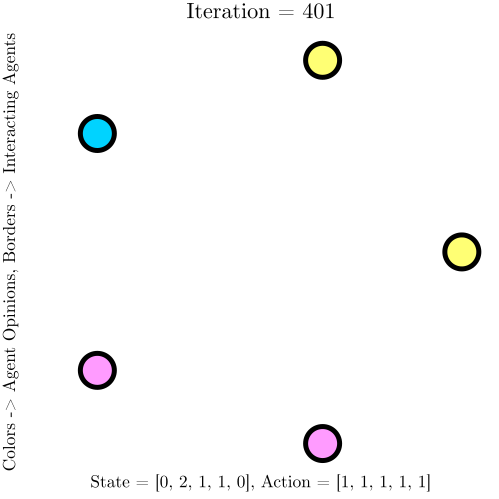 Iteration = 401
Colors -> Agent Opinions, Borders -> Interacting Agents
State = [0, 2, 1, 1, 0], Action = [1, 1, 1, 1, 1]